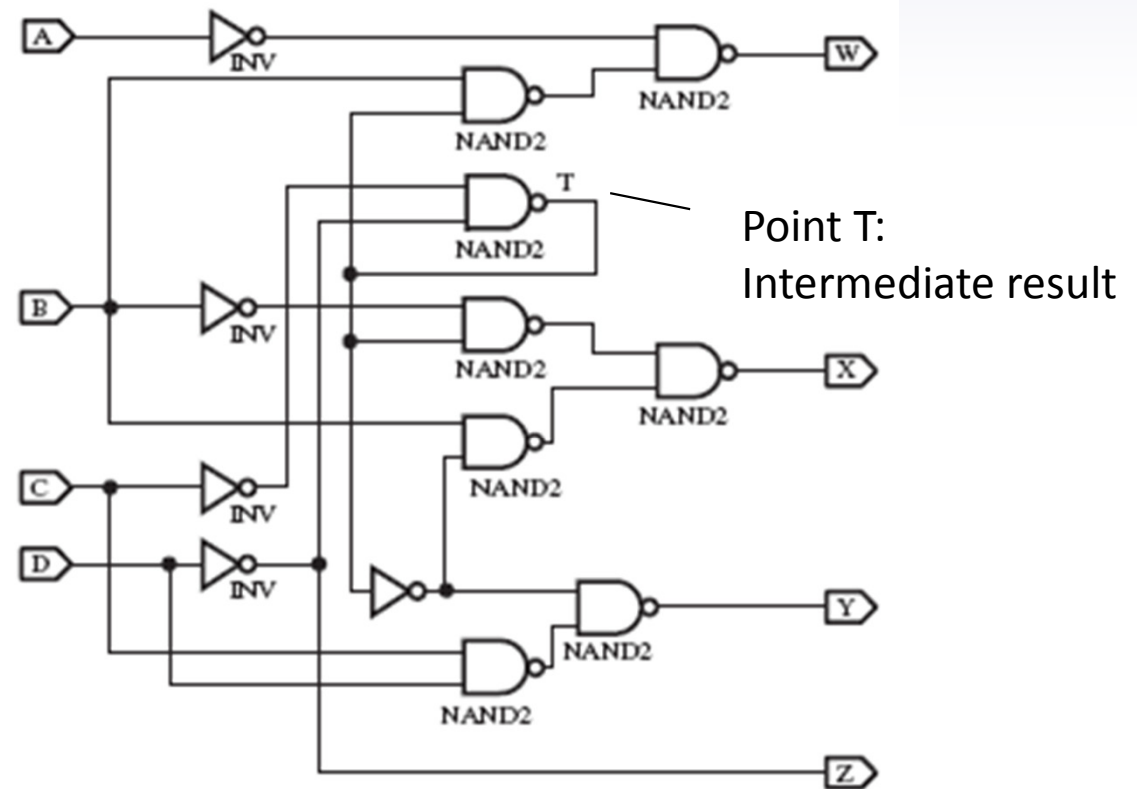 A
INV
NAND2
W
NAND2
T
NAND2
Point T:
Intermediate result
B
INV
NAND2
X
NAND2
C
INV
NAND2
D
INV
Y
NAND2
NAND2
Z